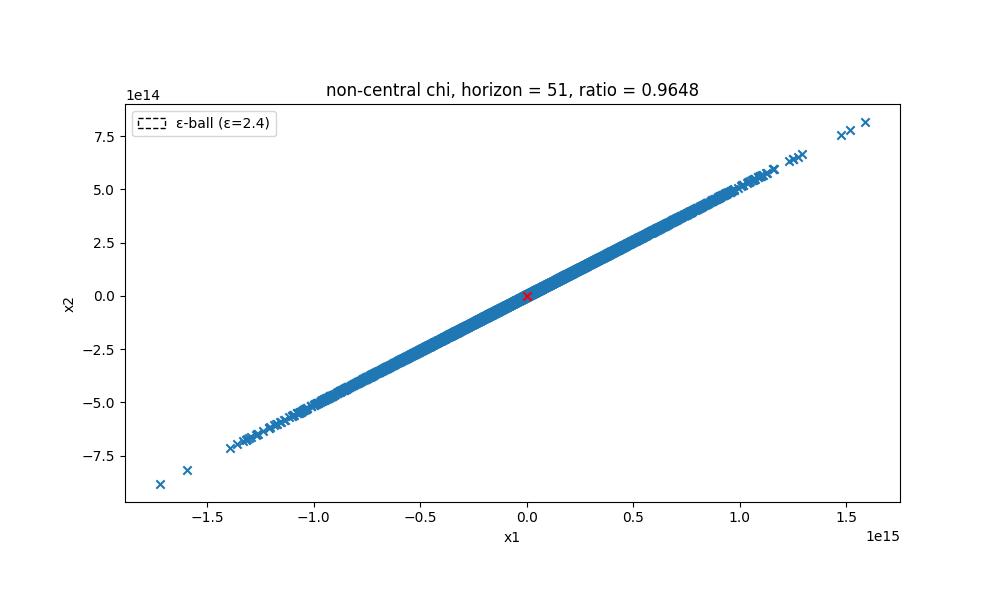 non-central chi, horizon = 51, ratio = 0.9648
1e14
ε-ball (ε=2.4)
7.5
5.0
2.5
0.0
−2.5
−5.0
−7.5
x2
−1.5 −1.0 −0.5 0.0 0.5 1.0 1.5
x1
1e15